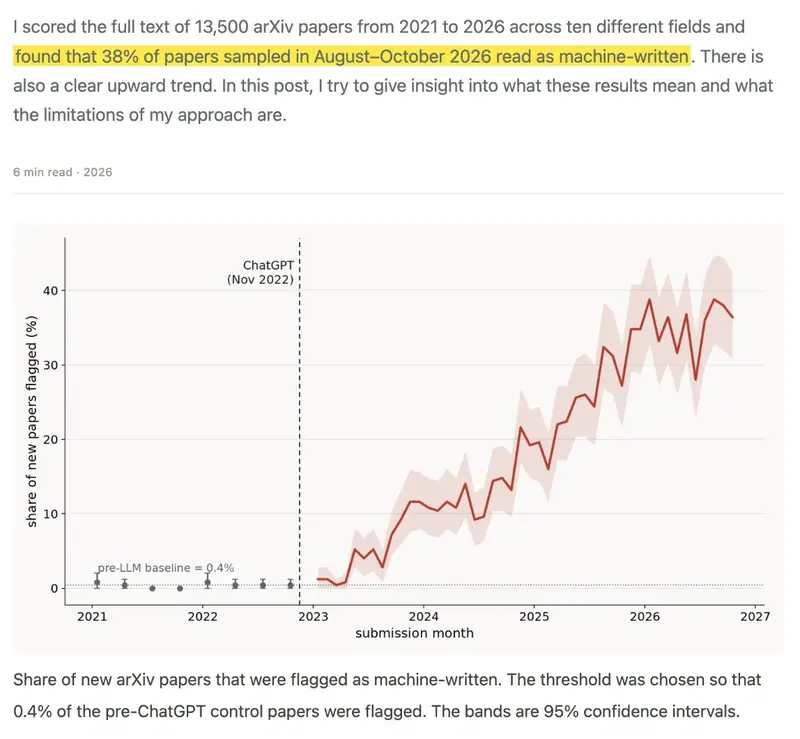 I scored the full text of 13,500 arXiv papers from 2021 to 2026 across ten different fields and
found that 38% of papers sampled in August–October 2026 read as machine-written. There is
also a clear upward trend. In this post, I try to give insight into what these results mean and what
the limitations of my approach are.
6 min read · 2026
ChatGPT
(Nov 2022)
share of new papers flagged (%)
40
30
20
10
0
pre-LLM baseline = 0.4%
2021
2022
2023
2024
2025
2026
2027
submission month
Share of new arXiv papers that were flagged as machine-written. The threshold was chosen so that
0.4% of the pre-ChatGPT control papers were flagged. The bands are 95% confidence intervals.